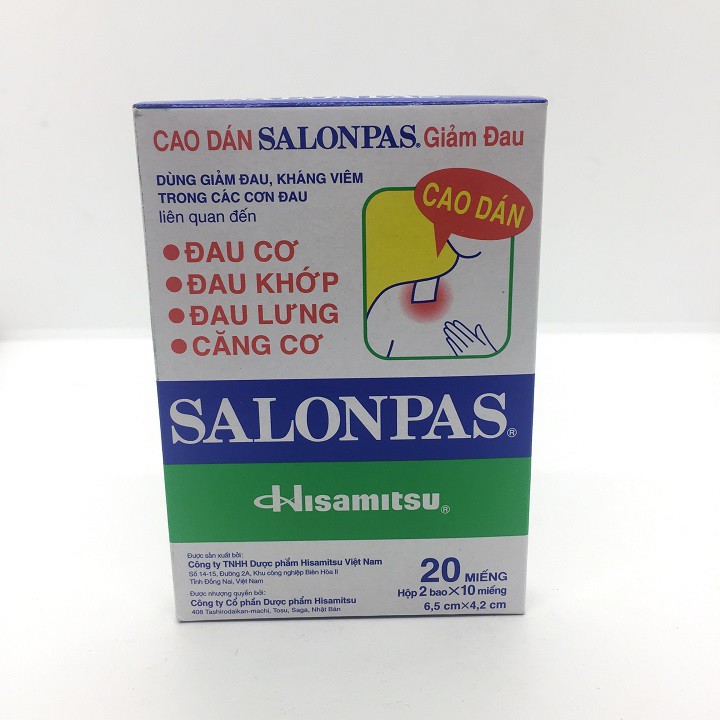 SALONPAS
CAO DÁN SALONPAS® Giảm Đau
DÙNG GIẢM ĐAU, KHÁNG VIÊM
TRONG CÁC CƠN ĐAU
liên quan đến
CAO DÁN
• ĐAU CƠ
• ĐAU KHỚP
• ĐAU LƯNG
• CĂNG CƠ
SALONPAS®
Hisamitsu®
Được sản xuất bởi:
Công ty TNHH Dược phẩm Hisamitsu Việt Nam
Số 14-15, Đường 2A, Khu công nghiệp Biên Hòa II
Tỉnh Đồng Nai, Việt Nam
Được nhượng quyền bởi:
Công ty Cổ phần Dược phẩm Hisamitsu
408 Tashirodaikan-machi, Tosu, Saga, Nhật Bản
20 MIẾNG
Hộp 2 bao×10 miếng
6,5 cm×4,2 cm